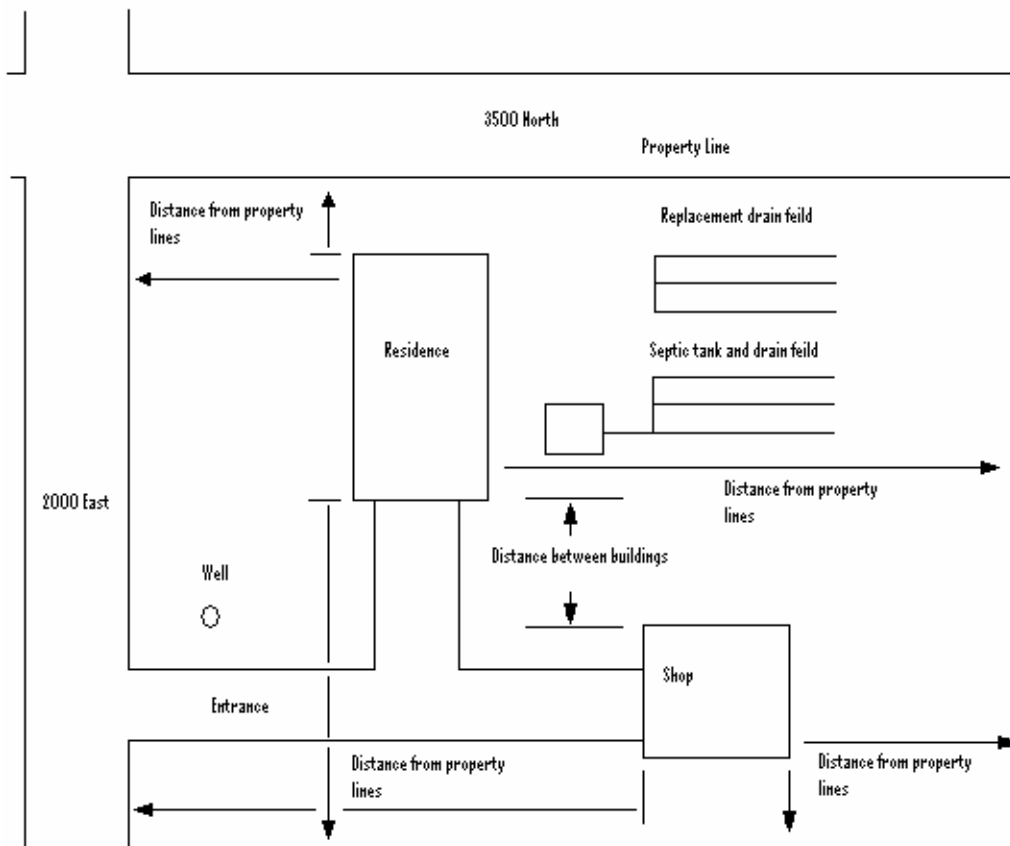 3500 North
Property Line
Distance from property
lines
Replacement drain feild
Residence
Septic tank and drain feild
2000 East
Distance from property
lines
Distance between buildings
Well
Shop
Entrance
Distance from property
lines
Distance from property
lines